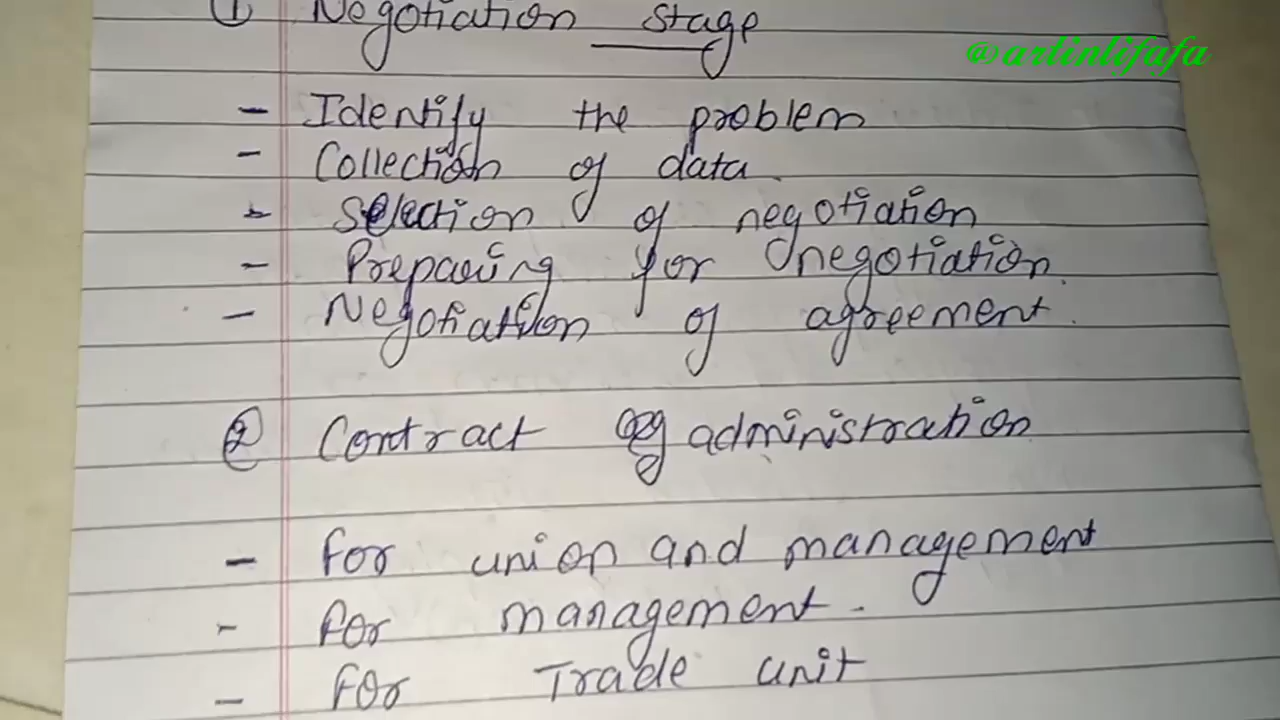 ① Negotiation stage
@artinlifafa
- Identify the problem
- Collection of data.
- Selection of negotiation
- Preparing for negotiation.
- Negotiation of agreement.
② Contract of administration
- for union and management
- for management.
- for Trade unit